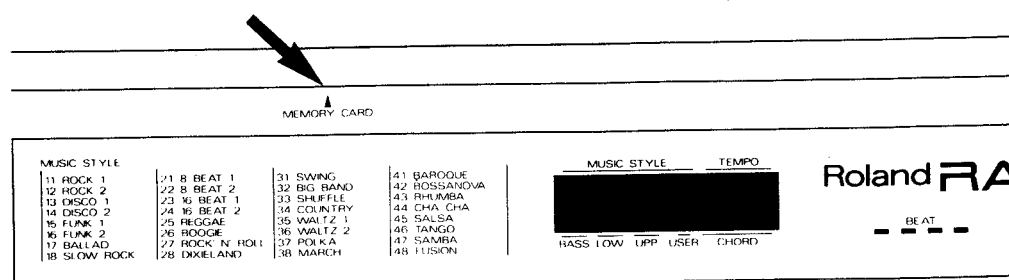 MEMORY CARD
MUSIC STYLE
11 ROCK 1
12 ROCK 2
13 DISCO 1
14 DISCO 2
15 FUNK 1
16 FUNK 2
17 BALLAD
18 SLOW ROCK
21 8 BEAT 1
22 8 BEAT 2
23 16 BEAT 1
24 16 BEAT 2
25 REGGAE
26 BOOGIE
27 ROCK' N' ROLL
28 DIXIELAND
31 SWING
32 BIG BAND
33 SHUFFLE
34 COUNTRY
35 WALTZ 1
36 WALTZ 2
37 POLKA
38 MARCH
41 BAROQUE
42 BOSSANOVA
43 RHUMBA
44 CHA CHA
45 SALSA
46 TANGO
47 SAMBA
48 FUSION
MUSIC STYLE TEMPO
BASS LOW UPP USER CHORD
Roland RA
BEAT